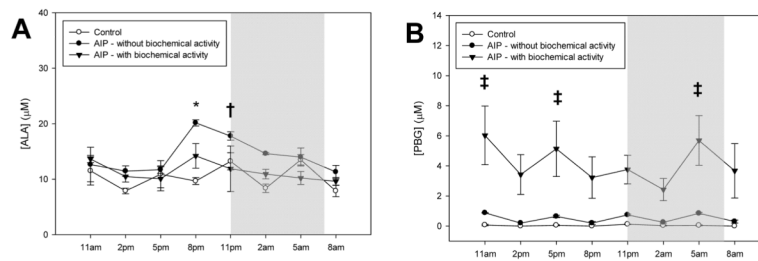 A
Control
AIP - without biochemical activity
AIP - with biochemical activity
[ALA] (µM)
40
30
20
10
0
*
†
11am 2pm 5pm 8pm 11pm 2am 5am 8am
B
Control
AIP - without biochemical activity
AIP - with biochemical activity
[PBG] (µM)
14
12
10
8
6
4
2
0
‡ ‡ ‡
11am 2pm 5pm 8pm 11pm 2am 5am 8am